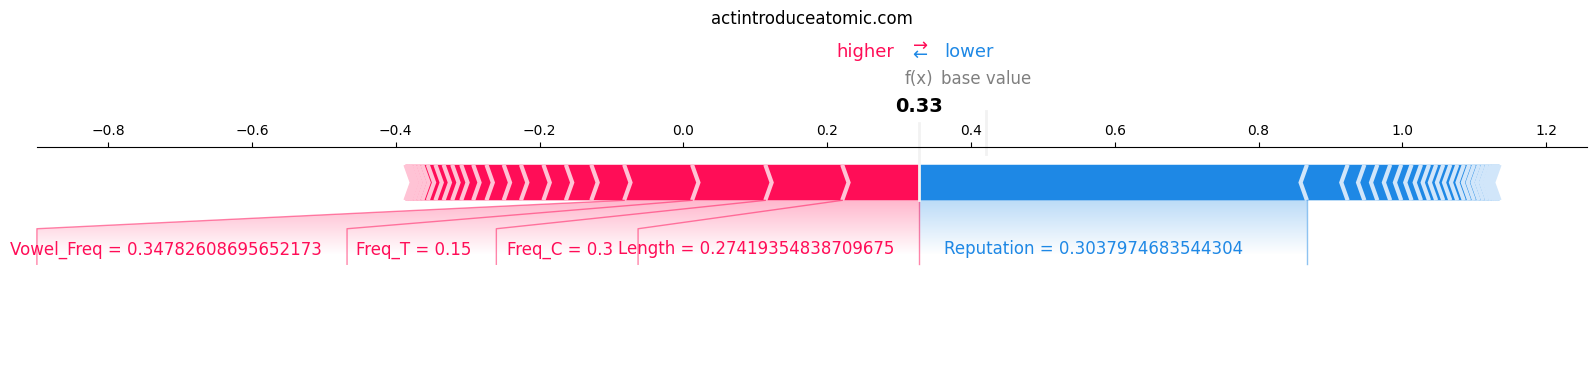 actintroduceatomic.com
higher ⇄ lower
f(x) base value
0.33
−0.8 −0.6 −0.4 −0.2 0.0 0.2 0.4 0.6 0.8 1.0 1.2
Vowel_Freq = 0.34782608695652173 Freq_T = 0.15 Freq_C = 0.3 Length = 0.27419354838709675 Reputation = 0.3037974683544304